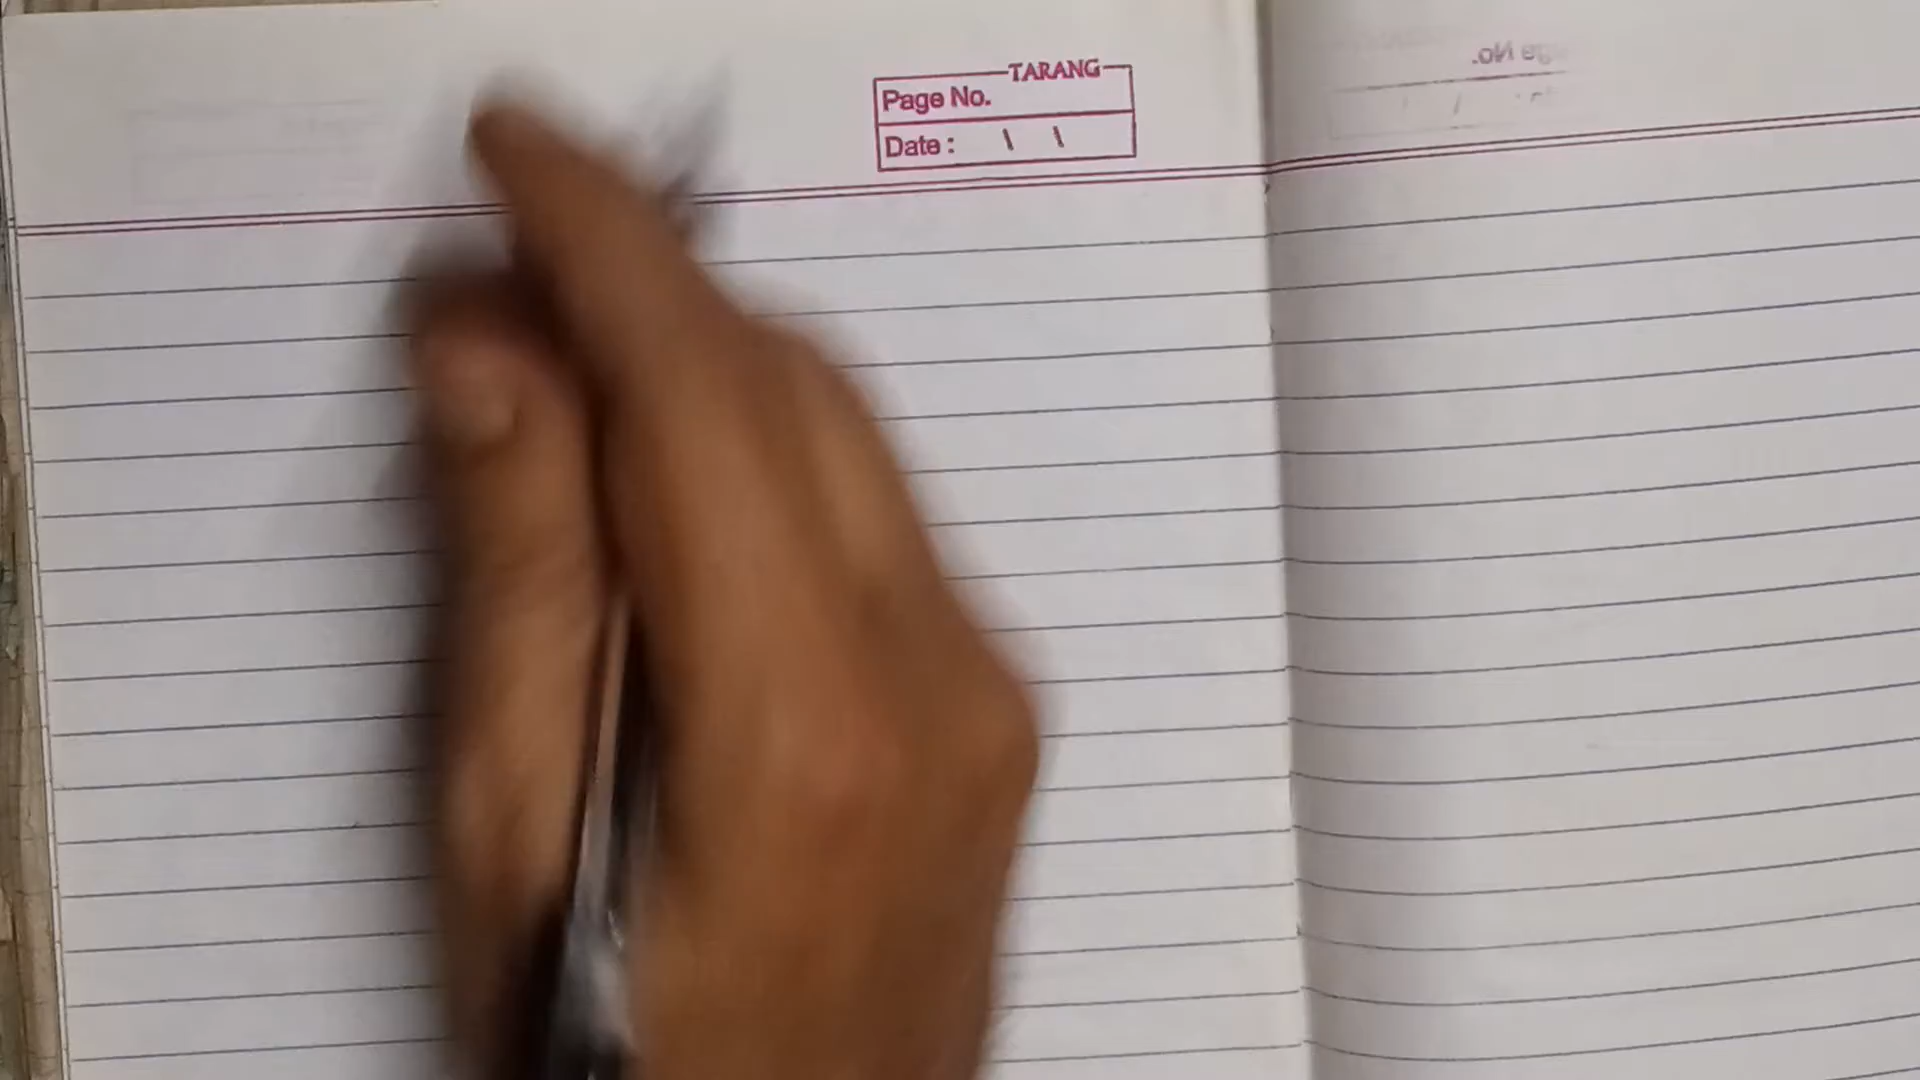 TARANG
Page No.
Date : \ \